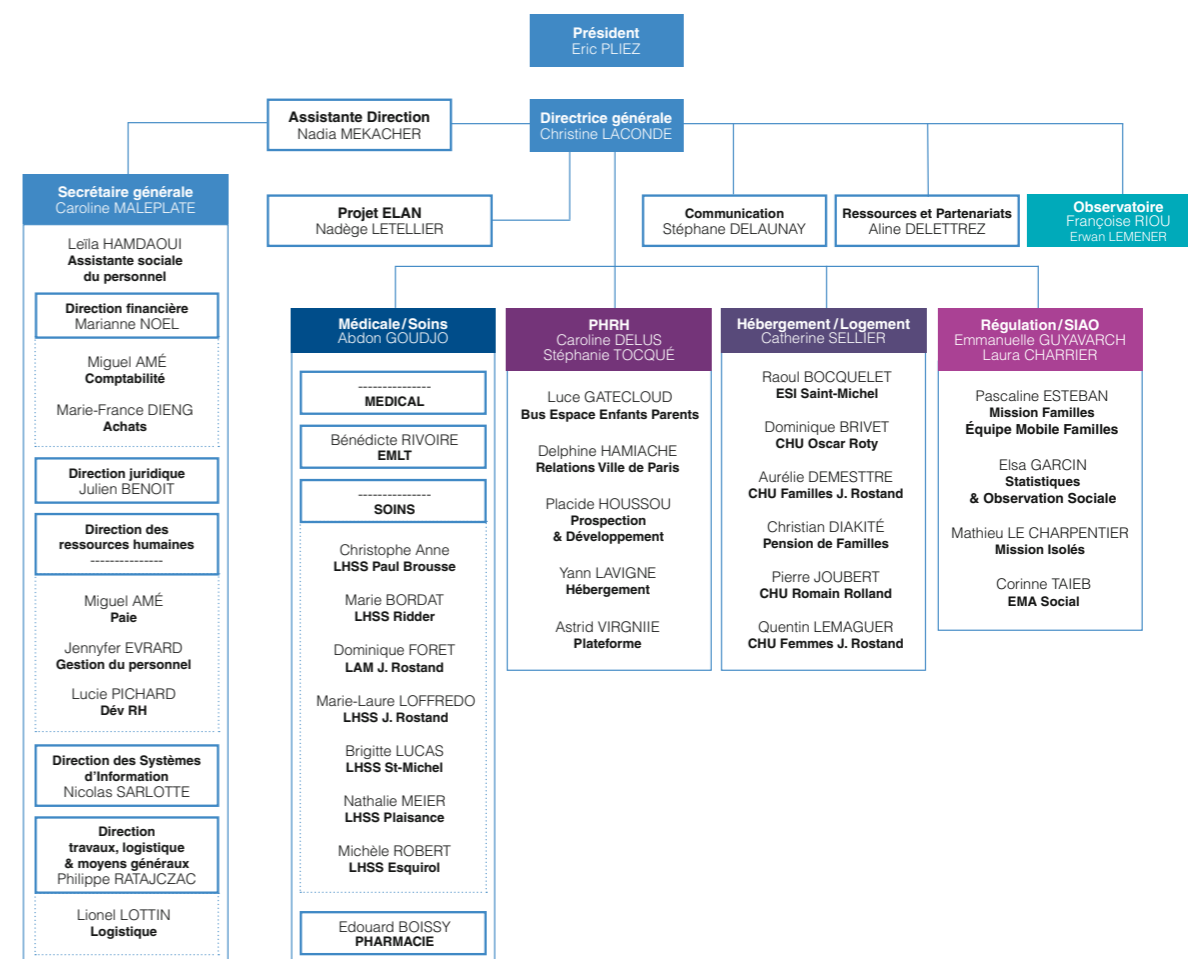 Président
Eric PLIEZ
Assistante Direction
Nadia MEKACHER
Directrice générale
Christine LACONDE
Secrétaire générale
Caroline MALEPLATE
Projet ELAN
Nadège LETELLIER
Communication
Stéphane DELAUNAY
Ressources et Partenariats
Aline DELETTREZ
Observatoire
Françoise RIOU
Erwan LEMENER
Leïla HAMDAOUI
Assistante sociale
du personnel
Direction financière
Marianne NOEL
Miguel AMÉ
Comptabilité
Marie-France DIENG
Achats
Direction juridique
Julien BENOIT
Direction des
ressources humaines
---------------
Miguel AMÉ
Paie
Jennyfer EVRARD
Gestion du personnel
Lucie PICHARD
Dév RH
Direction des Systèmes
d'Information
Nicolas SARLOTTE
Direction
travaux, logistique
& moyens généraux
Philippe RATAJCZAC
Lionel LOTTIN
Logistique
Médicale/Soins
Abdon GOUDJO
---------------
MEDICAL
Bénédicte RIVOIRE
EMLT
---------------
SOINS
Christophe Anne
LHSS Paul Brousse
Marie BORDAT
LHSS Ridder
Dominique FORET
LAM J. Rostand
Marie-Laure LOFFREDO
LHSS J. Rostand
Brigitte LUCAS
LHSS St-Michel
Nathalie MEIER
LHSS Plaisance
Michèle ROBERT
LHSS Esquirol
Edouard BOISSY
PHARMACIE
PHRH
Caroline DELUS
Stéphanie TOCQUÉ
Luce GATECLOUD
Bus Espace Enfants Parents
Delphine HAMIACHE
Relations Ville de Paris
Placide HOUSSOU
Prospection
& Développement
Yann LAVIGNE
Hébergement
Astrid VIRGNIIE
Plateforme
Hébergement/Logement
Catherine SELLIER
Raoul BOCQUELET
ESI Saint-Michel
Dominique BRIVET
CHU Oscar Roty
Aurélie DEMESTTRE
CHU Familles J. Rostand
Christian DIAKITÉ
Pension de Familles
Pierre JOUBERT
CHU Romain Rolland
Quentin LEMAGUER
CHU Femmes J. Rostand
Régulation/SIAO
Emmanuelle GUYAVARCH
Laura CHARRIER
Pascaline ESTEBAN
Mission Familles
Équipe Mobile Familles
Elsa GARCIN
Statistiques
& Observation Sociale
Mathieu LE CHARPENTIER
Mission Isolés
Corinne TAIEB
EMA Social